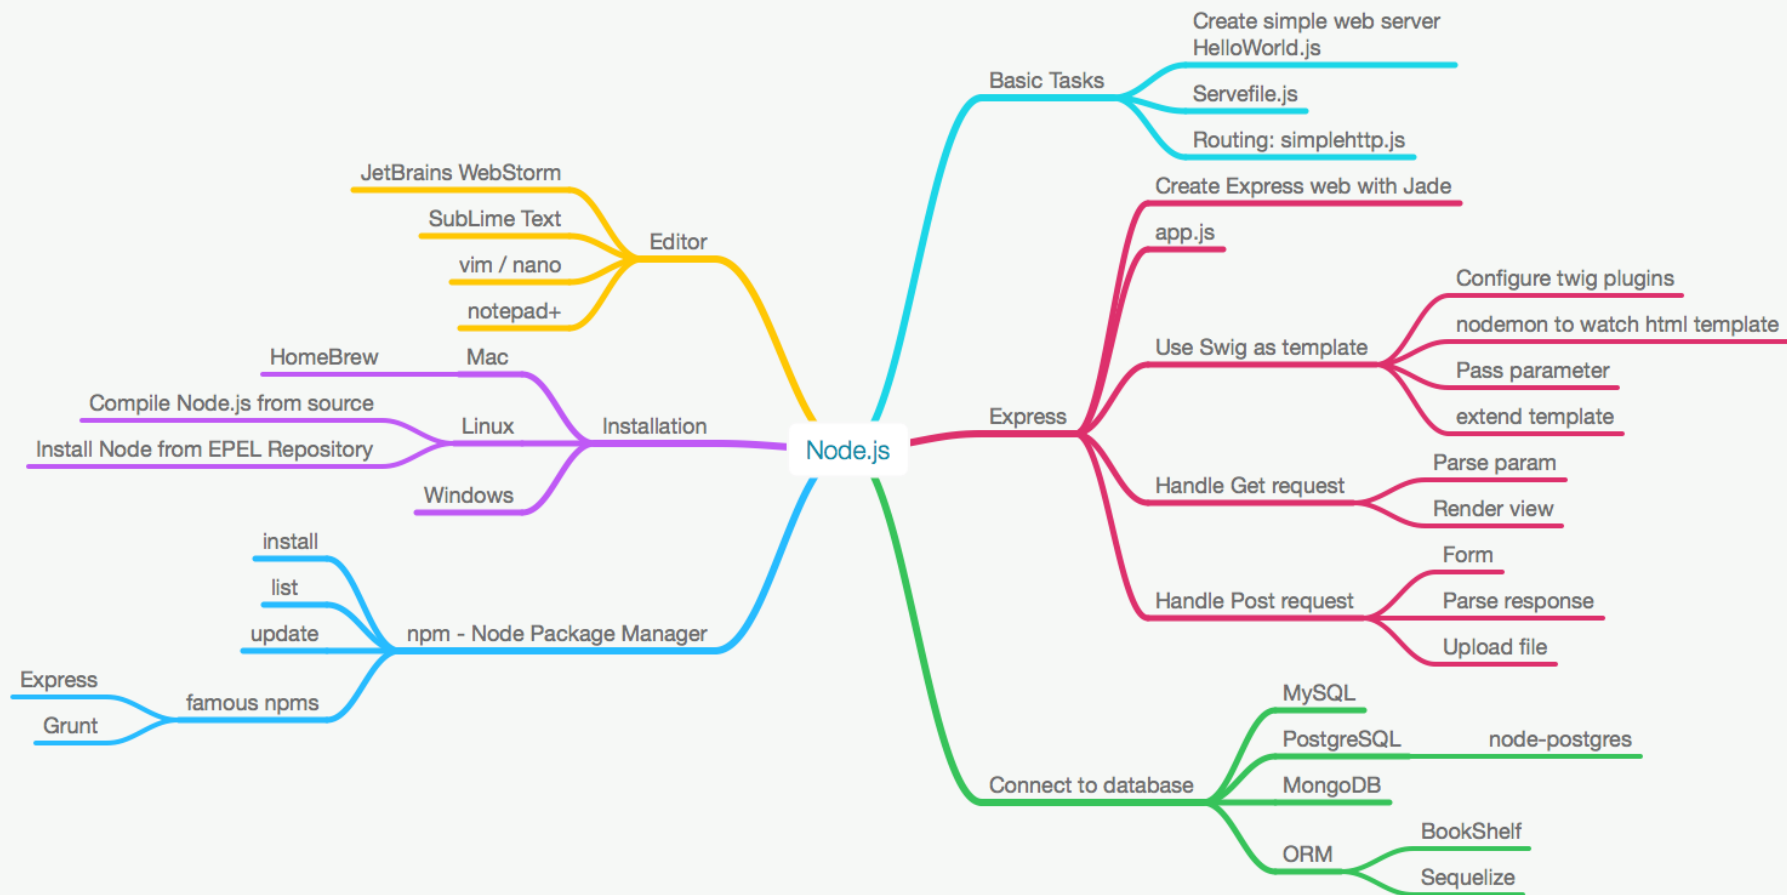 Node.js
Basic Tasks
Create simple web server
HelloWorld.js
Servefile.js
Routing: simplehttp.js
Express
Create Express web with Jade
app.js
Use Swig as template
Configure twig plugins
nodemon to watch html template
Pass parameter
extend template
Handle Get request
Parse param
Render view
Handle Post request
Form
Parse response
Upload file
Connect to database
MySQL
PostgreSQL
node-postgres
MongoDB
ORM
BookShelf
Sequelize
Editor
JetBrains WebStorm
SubLime Text
vim / nano
notepad+
Installation
Mac
HomeBrew
Linux
Compile Node.js from source
Install Node from EPEL Repository
Windows
npm - Node Package Manager
install
list
update
famous npms
Express
Grunt